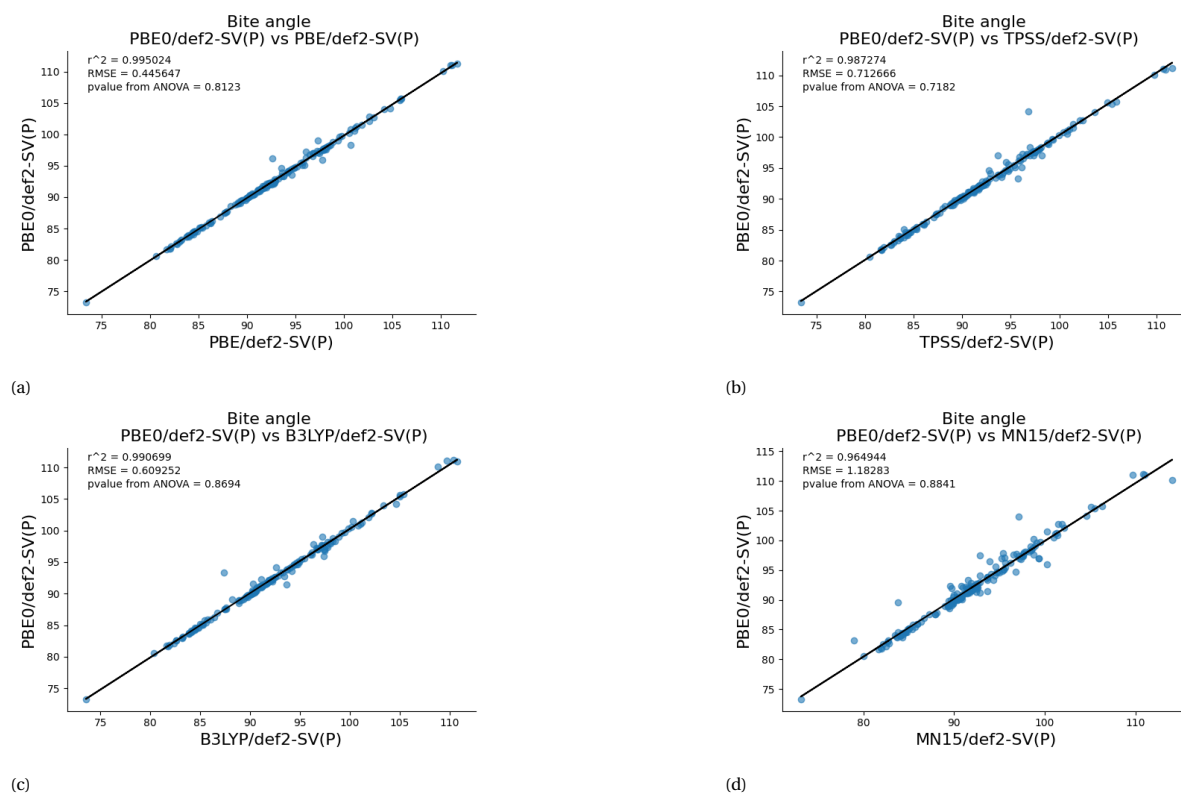 Bite angle
PBE0/def2-SV(P) vs PBE/def2-SV(P)
r^2 = 0.995024
RMSE = 0.445647
pvalue from ANOVA = 0.8123
110
105
100
95
90
85
80
75
PBE0/def2-SV(P)
75 80 85 90 95 100 105 110
PBE/def2-SV(P)
(a)
Bite angle
PBE0/def2-SV(P) vs TPSS/def2-SV(P)
r^2 = 0.987274
RMSE = 0.712666
pvalue from ANOVA = 0.7182
110
105
100
95
90
85
80
75
PBE0/def2-SV(P)
75 80 85 90 95 100 105 110
TPSS/def2-SV(P)
(b)
Bite angle
PBE0/def2-SV(P) vs B3LYP/def2-SV(P)
r^2 = 0.990699
RMSE = 0.609252
pvalue from ANOVA = 0.8694
110
105
100
95
90
85
80
75
PBE0/def2-SV(P)
75 80 85 90 95 100 105 110
B3LYP/def2-SV(P)
(c)
Bite angle
PBE0/def2-SV(P) vs MN15/def2-SV(P)
r^2 = 0.964944
RMSE = 1.18283
pvalue from ANOVA = 0.8841
115
110
105
100
95
90
85
80
75
PBE0/def2-SV(P)
80 90 100 110
MN15/def2-SV(P)
(d)